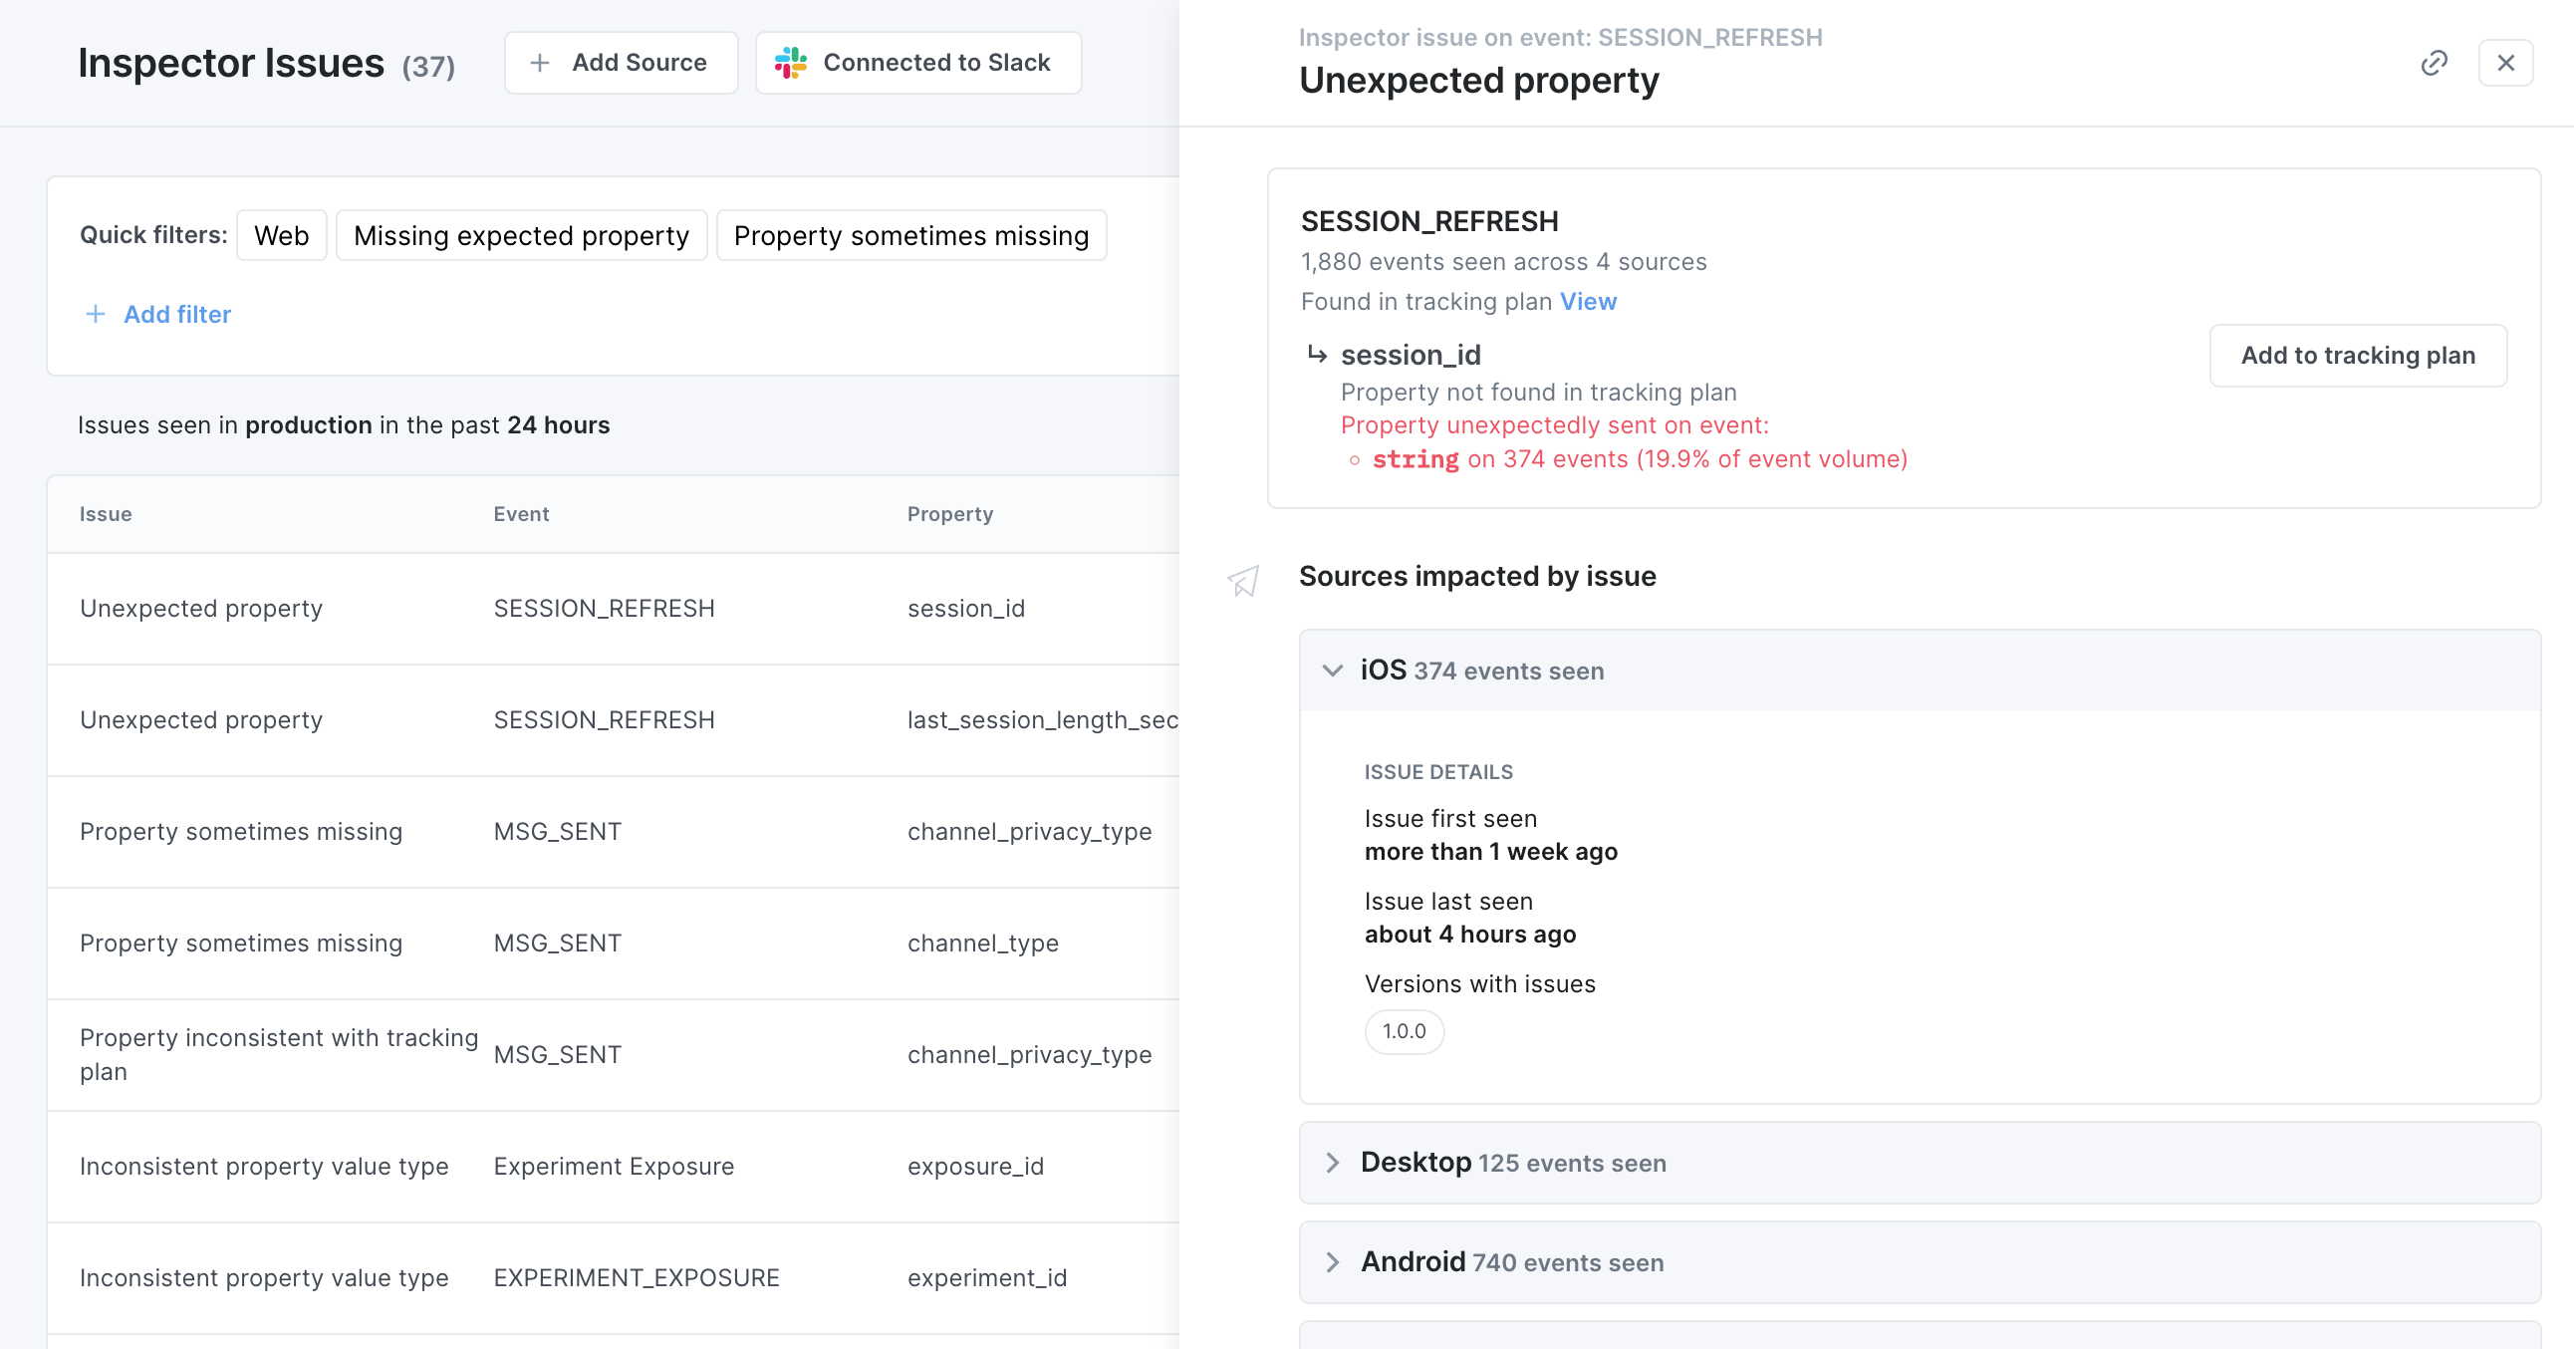 Inspector Issues (37)
Add Source
Connected to Slack
Quick filters: Web Missing expected property Property sometimes missing
Add filter
Issues seen in production in the past 24 hours
Issue Event Property
Unexpected property SESSION_REFRESH session_id
Unexpected property SESSION_REFRESH last_session_length_sec
Property sometimes missing MSG_SENT channel_privacy_type
Property sometimes missing MSG_SENT channel_type
Property inconsistent with tracking
plan
MSG_SENT channel_privacy_type
Inconsistent property value type Experiment Exposure exposure_id
Inconsistent property value type EXPERIMENT_EXPOSURE experiment_id
Inspector issue on event: SESSION_REFRESH
Unexpected property
SESSION_REFRESH
1,880 events seen across 4 sources
Found in tracking plan View
session_id
Add to tracking plan
Property not found in tracking plan
Property unexpectedly sent on event:
string on 374 events (19.9% of event volume)
Sources impacted by issue
iOS 374 events seen
ISSUE DETAILS
Issue first seen
more than 1 week ago
Issue last seen
about 4 hours ago
Versions with issues
1.0.0
Desktop 125 events seen
Android 740 events seen